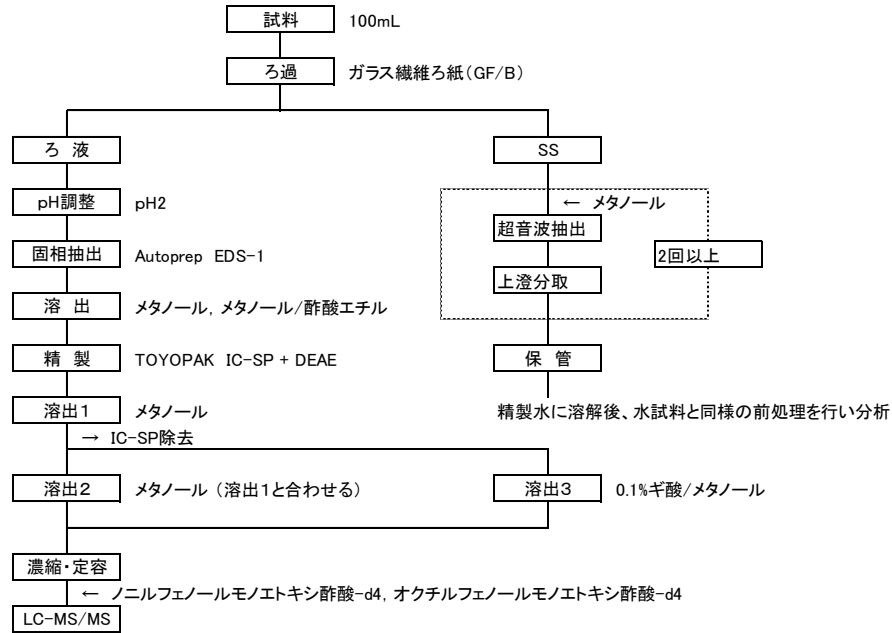 試料 100mL
ろ過 ガラス繊維ろ紙(GF/B)
ろ 液
SS
pH調整 pH2
← メタノール
超音波抽出
固相抽出 Autoprep EDS-1
2回以上
上澄分取
溶 出 メタノール, メタノール/酢酸エチル
精 製 TOYOPAK IC-SP + DEAE
保 管
溶出1 メタノール
精製水に溶解後、水試料と同様の前処理を行い分析
→ IC-SP除去
溶出2 メタノール (溶出1と合わせる)
溶出3 0.1%ギ酸/メタノール
濃縮・定容
← ノニルフェノールモノエトキシ酢酸-d4, オクチルフェノールモノエトキシ酢酸-d4
LC-MS/MS